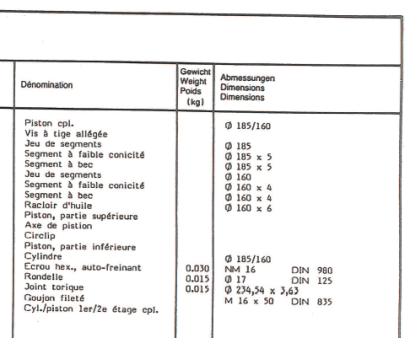 Dénomination Gewicht Weight Poids (kg) Abmessungen Dimensions Dimensions
Piston cpl. Ø 185/160
Vis à tige allégée
Jeu de segments Ø 185
Segment à faible conicité Ø 185 x 5
Segment à bec Ø 185 x 5
Jeu de segments Ø 160
Segment à faible conicité Ø 160 x 4
Segment à bec Ø 160 x 4
Racloir d'huile Ø 160 x 6
Piston, partie supérieure
Axe de pistion
Circlip
Piston, partie inférieure
Cylindre Ø 185/160
Ecrou hex., auto-freinant 0.030 NM 16 DIN 980
Rondelle 0.015 Ø 17 DIN 125
Joint torique 0.015 Ø 234,54 x 3,63
Goujon fileté M 16 x 50 DIN 835
Cyl./piston 1er/2e étage cpl.